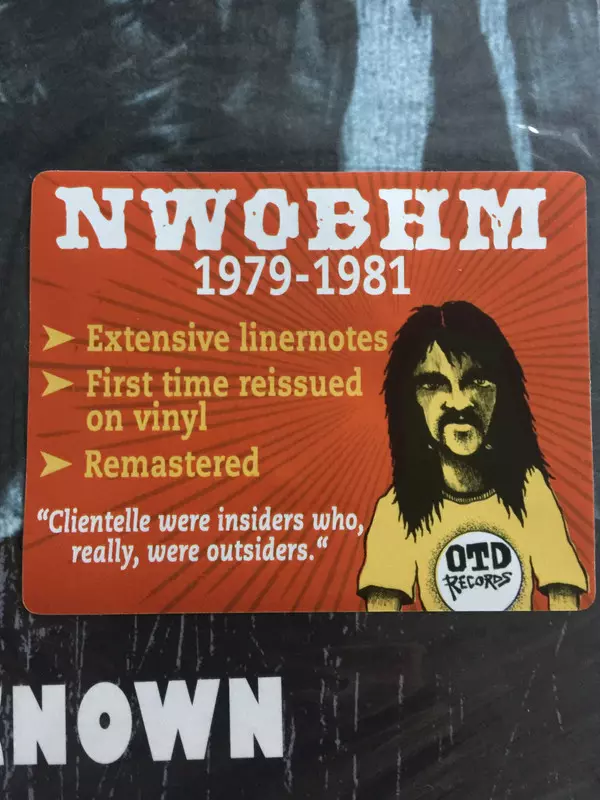 NWOBHM
1979-1981
➤ Extensive linernotes
➤ First time reissued
on vinyl
➤ Remastered
“Clientelle were insiders who,
really, were outsiders.“
OTD
RECORDS
NOWN